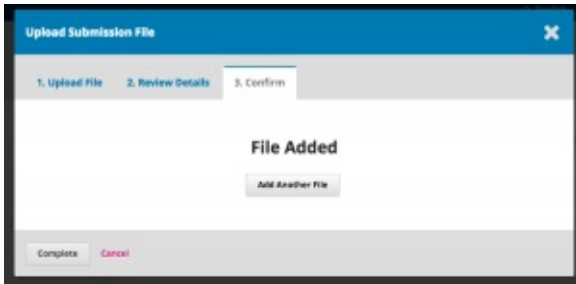 Upload Submission File
1. Upload File 2. Review Details 3. Confirm
File Added
Add Another File
Complete Cancel